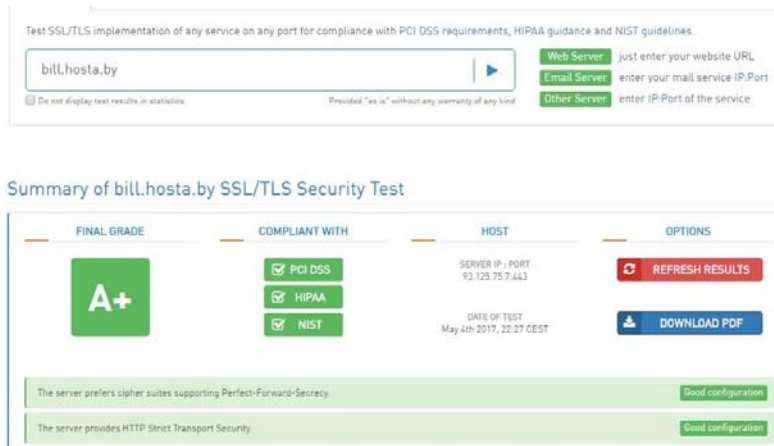 Test SSL/TLS implementation of any service on any port for compliance with PCI DSS requirements, HIPAA guidance and NIST guidelines.
bill.hosta.by
Web Server just enter your website URL
Email Server enter your mail service IP:Port
Other Server enter IP:Port of the service
Do not display test results in statistics
Provided "as is" without any warranty of any kind
Summary of bill.hosta.by SSL/TLS Security Test
FINAL GRADE
COMPLIANT WITH
HOST
OPTIONS
A+
PCI DSS
HIPAA
NIST
SERVER IP : PORT
93.125.75.7:443
DATE OF TEST
May 4th 2017, 22:27 CEST
REFRESH RESULTS
DOWNLOAD PDF
The server prefers cipher suites supporting Perfect-Forward-Secrecy.
Good configuration
The server provides HTTP Strict Transport Security.
Good configuration